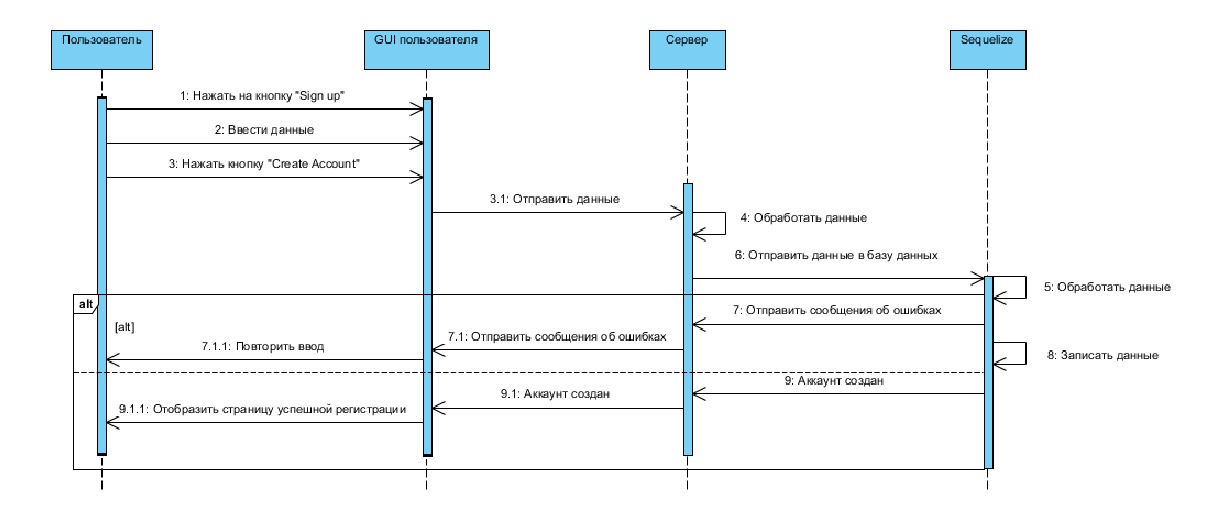 Пользователь
GUI пользователя
Сервер
Sequelize
1: Нажать на кнопку "Sign up"
2: Ввести данные
3: Нажать кнопку "Create Account"
3.1: Отправить данные
4: Обработать данные
6: Отправить данные в базу данных
5: Обработать данные
alt
7: Отправить сообщения об ошибках
[alt]
7.1: Отправить сообщения об ошибках
7.1.1: Повторить ввод
8: Записать данные
9: Аккаунт создан
9.1: Аккаунт создан
9.1.1: Отобразить страницу успешной регистрации